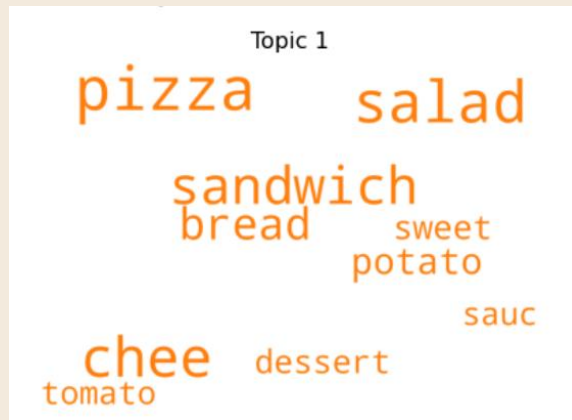 Topic 1
pizza salad
sandwich
bread sweet
potato
sauc
chee dessert
tomato